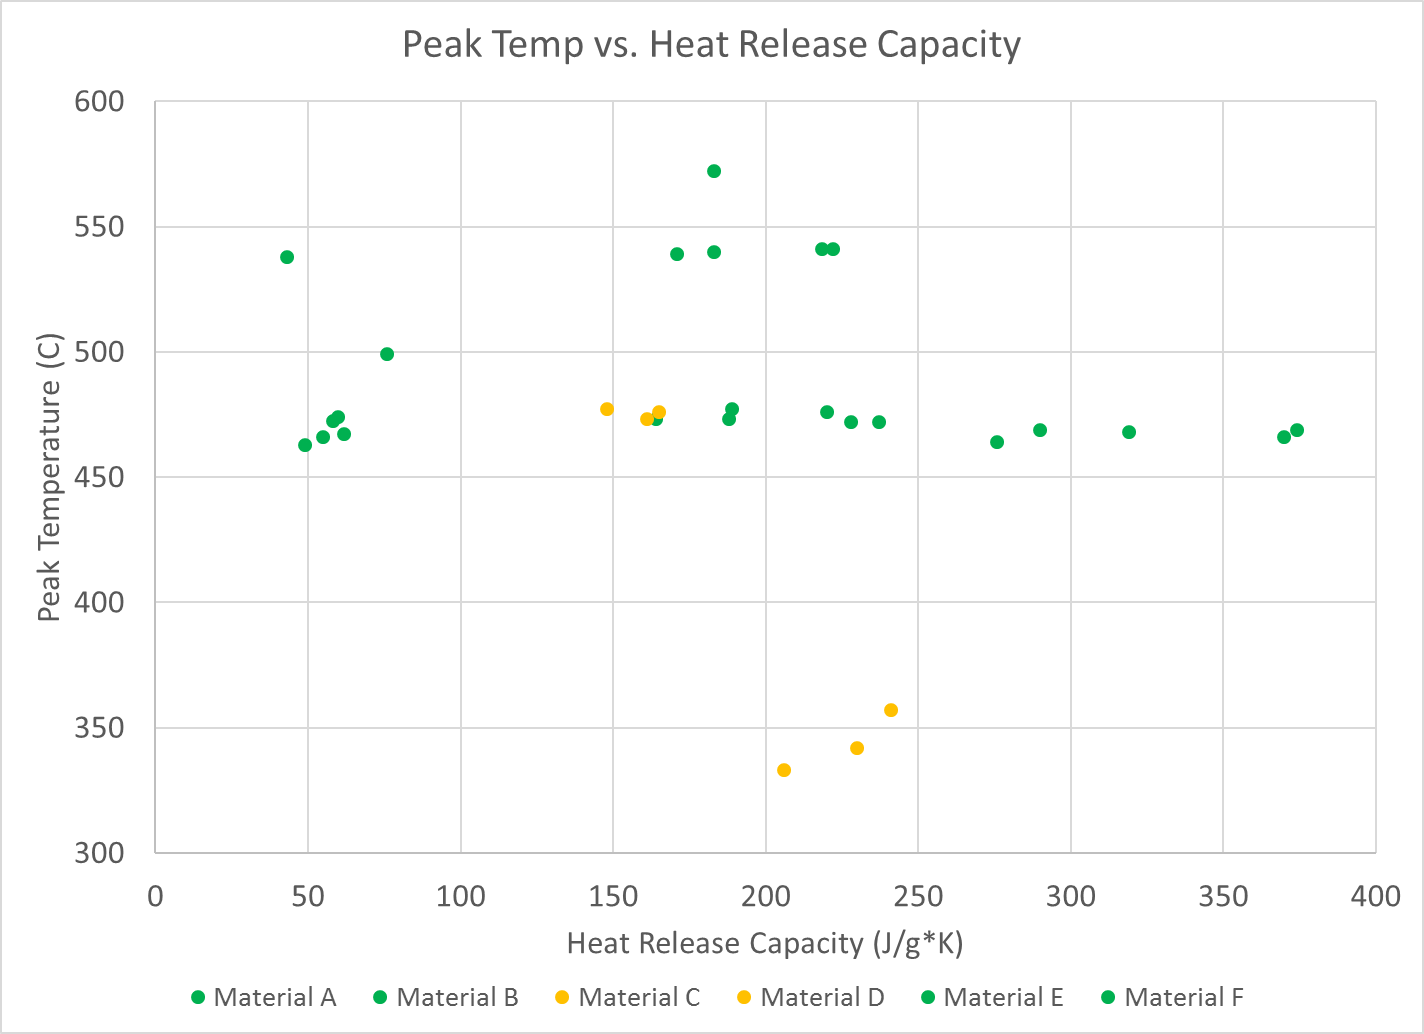 Peak Temp vs. Heat Release Capacity
600
550
500
450
400
350
300
Peak Temperature (C)
0 50 100 150 200 250 300 350 400
Heat Release Capacity (J/g*K)
Material A Material B Material C Material D Material E Material F